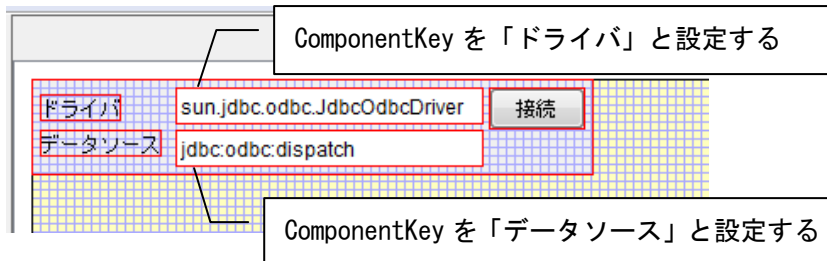 ComponentKey を「ドライバ」と設定する
ドライバ sun.jdbc.odbc.JdbcOdbcDriver 接続
データソース jdbc:odbc:dispatch
ComponentKey を「データソース」と設定する